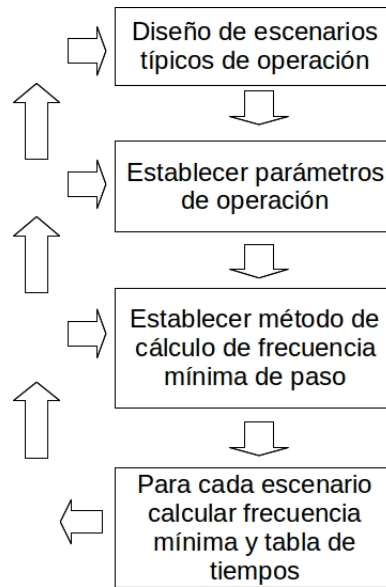 Diseño de escenarios
típicos de operación
Establecer parámetros
de operación
Establecer método de
cálculo de frecuencia
mínima de paso
Para cada escenario
calcular frecuencia
mínima y tabla de
tiempos